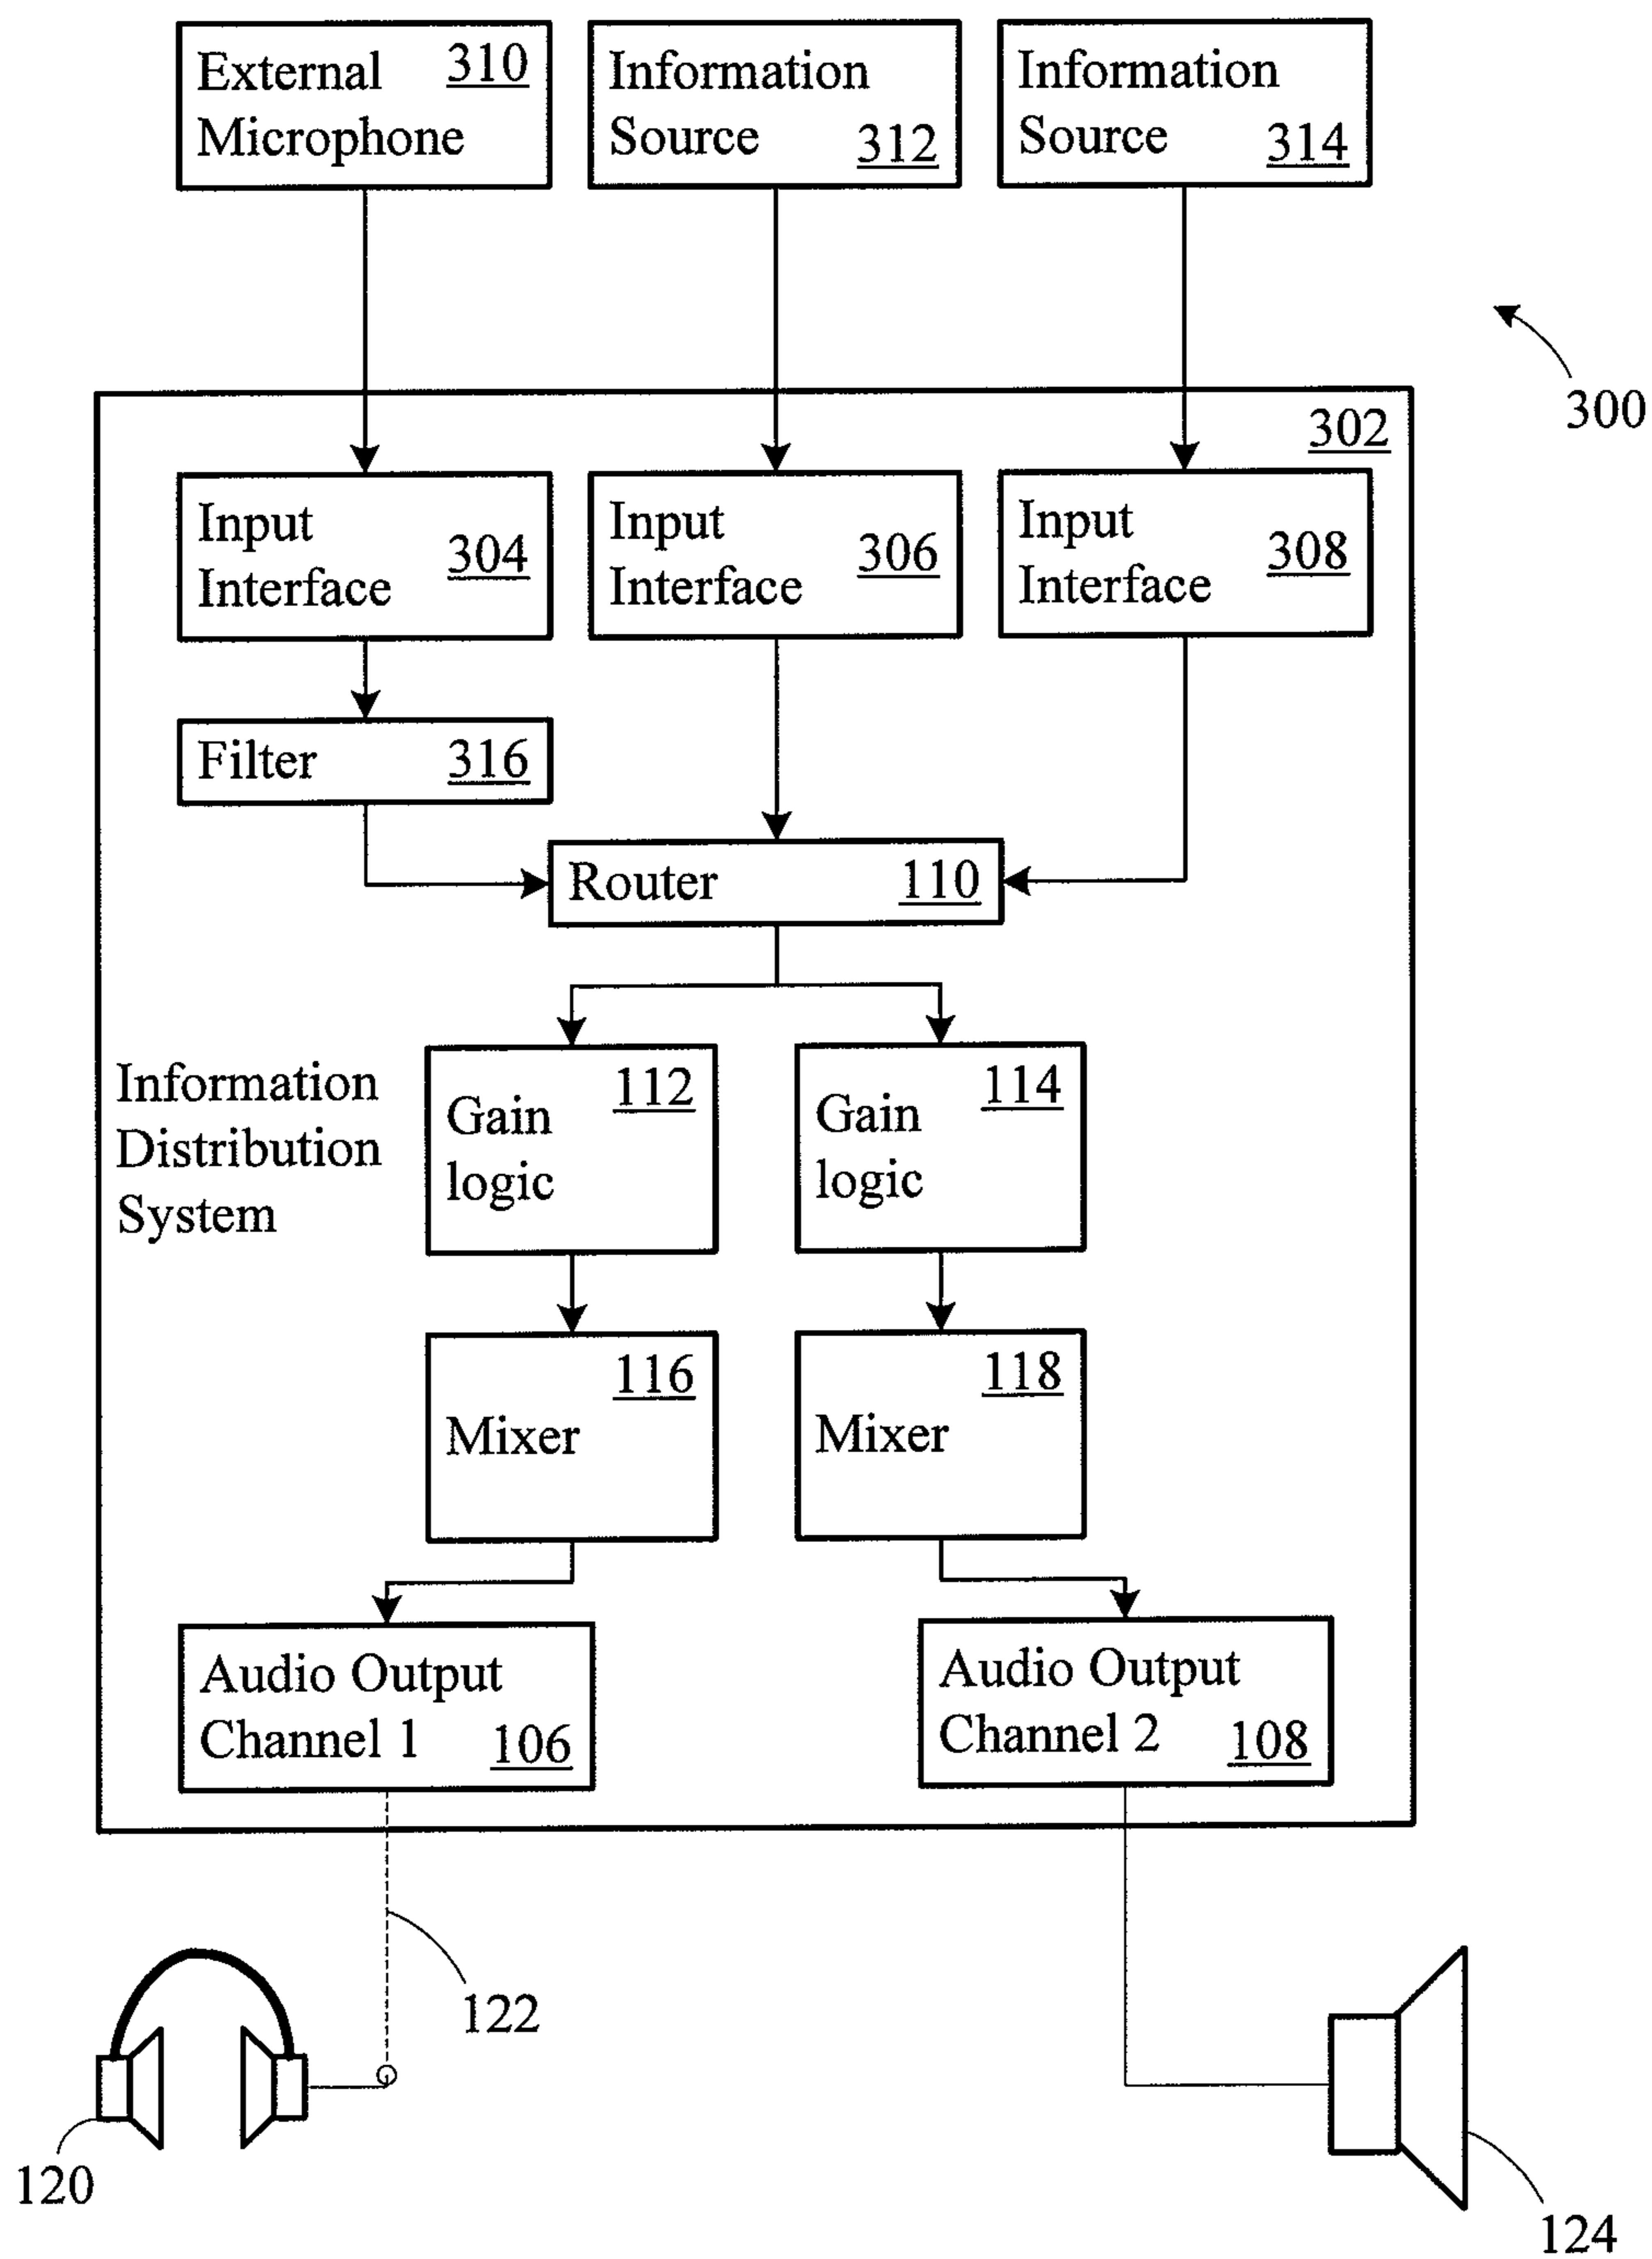 External 310
Microphone
Information
Source 312
Information
Source 314
300
302
Input
Interface 304
Input
Interface 306
Input
Interface 308
Filter 316
Router 110
Information
Distribution
System
112
Gain
logic
114
Gain
logic
116
Mixer
118
Mixer
Audio Output
Channel 1 106
Audio Output
Channel 2 108
122
120
124